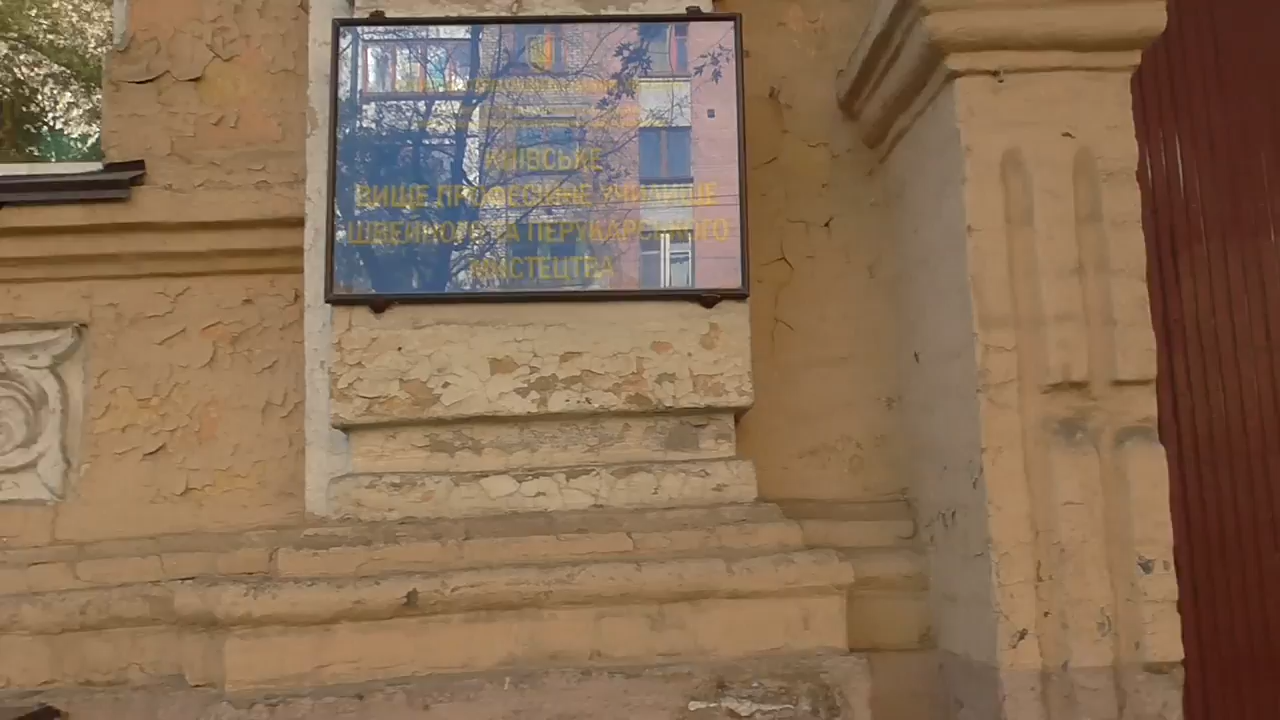 КИЇВСЬКЕ
ВИЩЕ ПРОФЕСІЙНЕ УЧИЛИЩЕ
ШВЕЙНОГО ТА ПЕРУКАРСЬКОГО
МИСТЕЦТВА